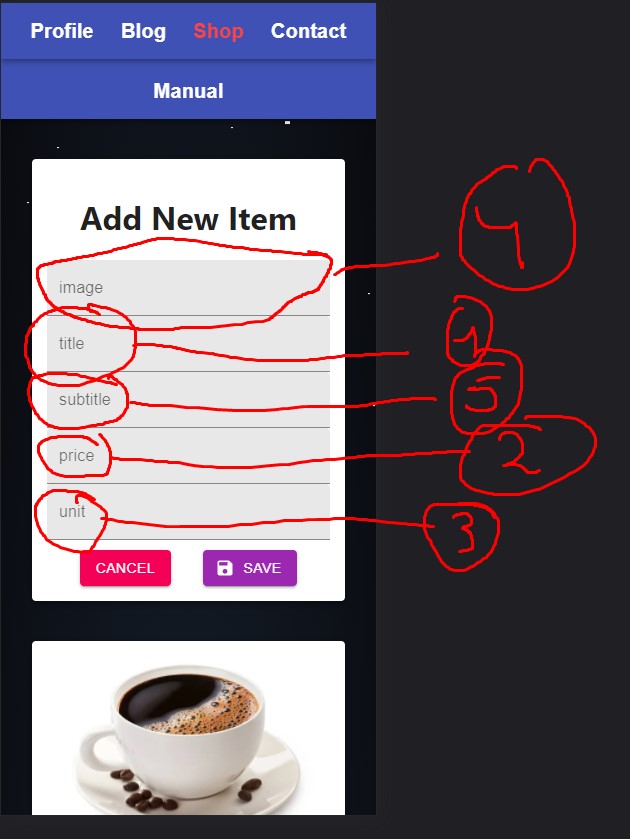 Profile Blog Shop Contact
Manual
Add New Item
image
4
title
1
subtitle
5
price
2
unit
3
CANCEL SAVE